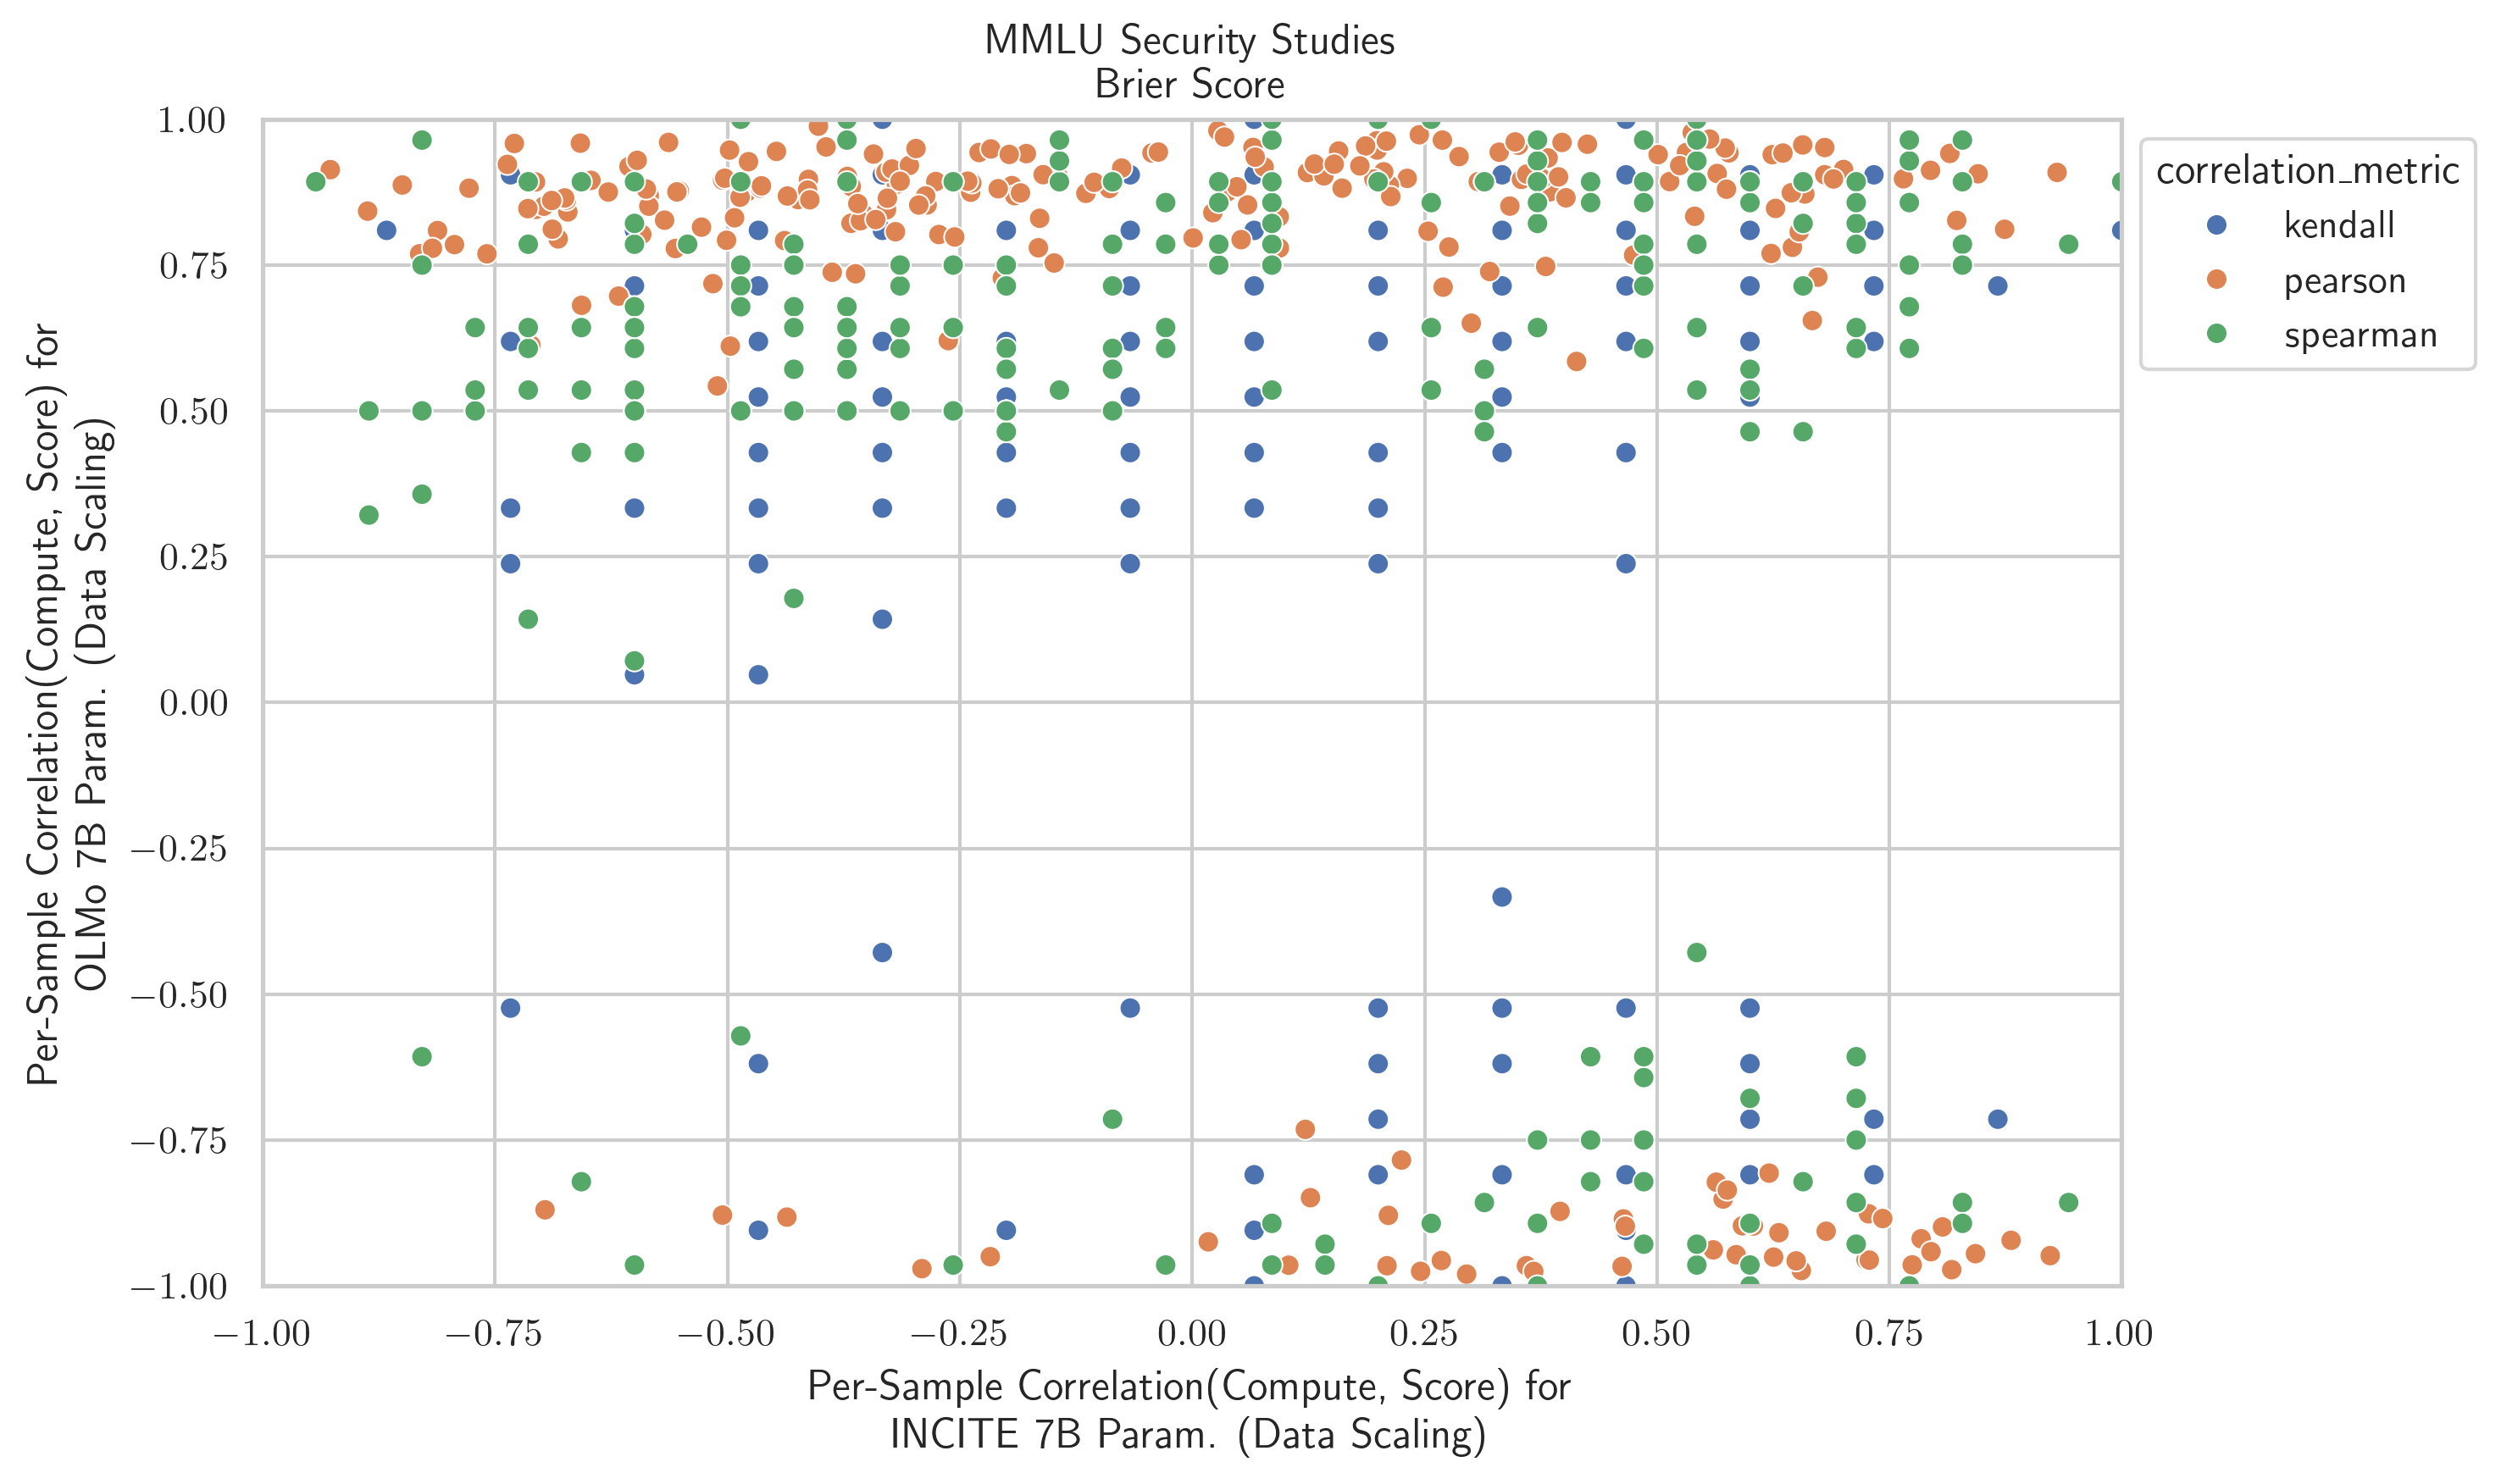 MMLU Security Studies
Brier Score
1.00
0.75
0.50
0.25
0.00
−0.25
−0.50
−0.75
−1.00
Per-Sample Correlation(Compute, Score) for
OLMo 7B Param. (Data Scaling)
−1.00 −0.75 −0.50 −0.25 0.00 0.25 0.50 0.75 1.00
Per-Sample Correlation(Compute, Score) for
INCITE 7B Param. (Data Scaling)
correlation_metric
kendall
pearson
spearman